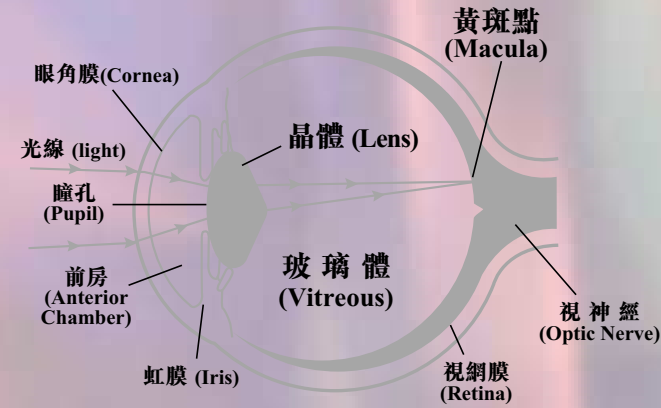 黃斑點
(Macula)
眼角膜(Cornea)
光線 (light)
晶體 (Lens)
瞳孔
(Pupil)
前房
(Anterior
Chamber)
玻璃體
(Vitreous)
視神經
(Optic Nerve)
虹膜 (Iris)
視網膜
(Retina)